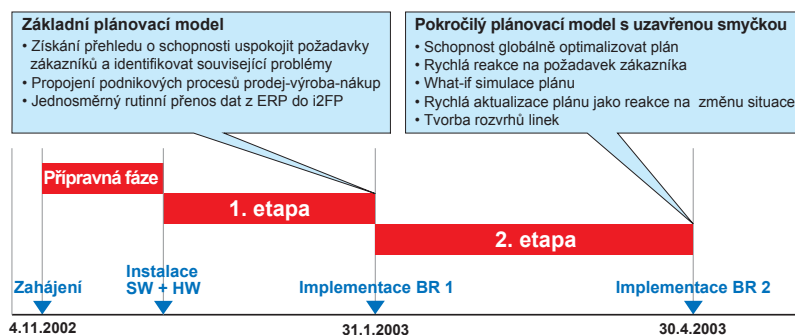 Základní plánovací model
• Získání přehledu o schopnosti uspokojit požadavky
zákazníků a identifikovat související problémy
• Propojení podnikových procesů prodej-výroba-nákup
• Jednosměrný rutinní přenos dat z ERP do i2FP
Pokročilý plánovací model s uzavřenou smyčkou
• Schopnost globálně optimalizovat plán
• Rychlá reakce na požadavek zákazníka
• What-if simulace plánu
• Rychlá aktualizace plánu jako reakce na změnu situace
• Tvorba rozvrhů linek
Přípravná fáze
1. etapa
2. etapa
Zahájení
Instalace
SW + HW
Implementace BR 1
Implementace BR 2
4.11.2002
31.1.2003
30.4.2003